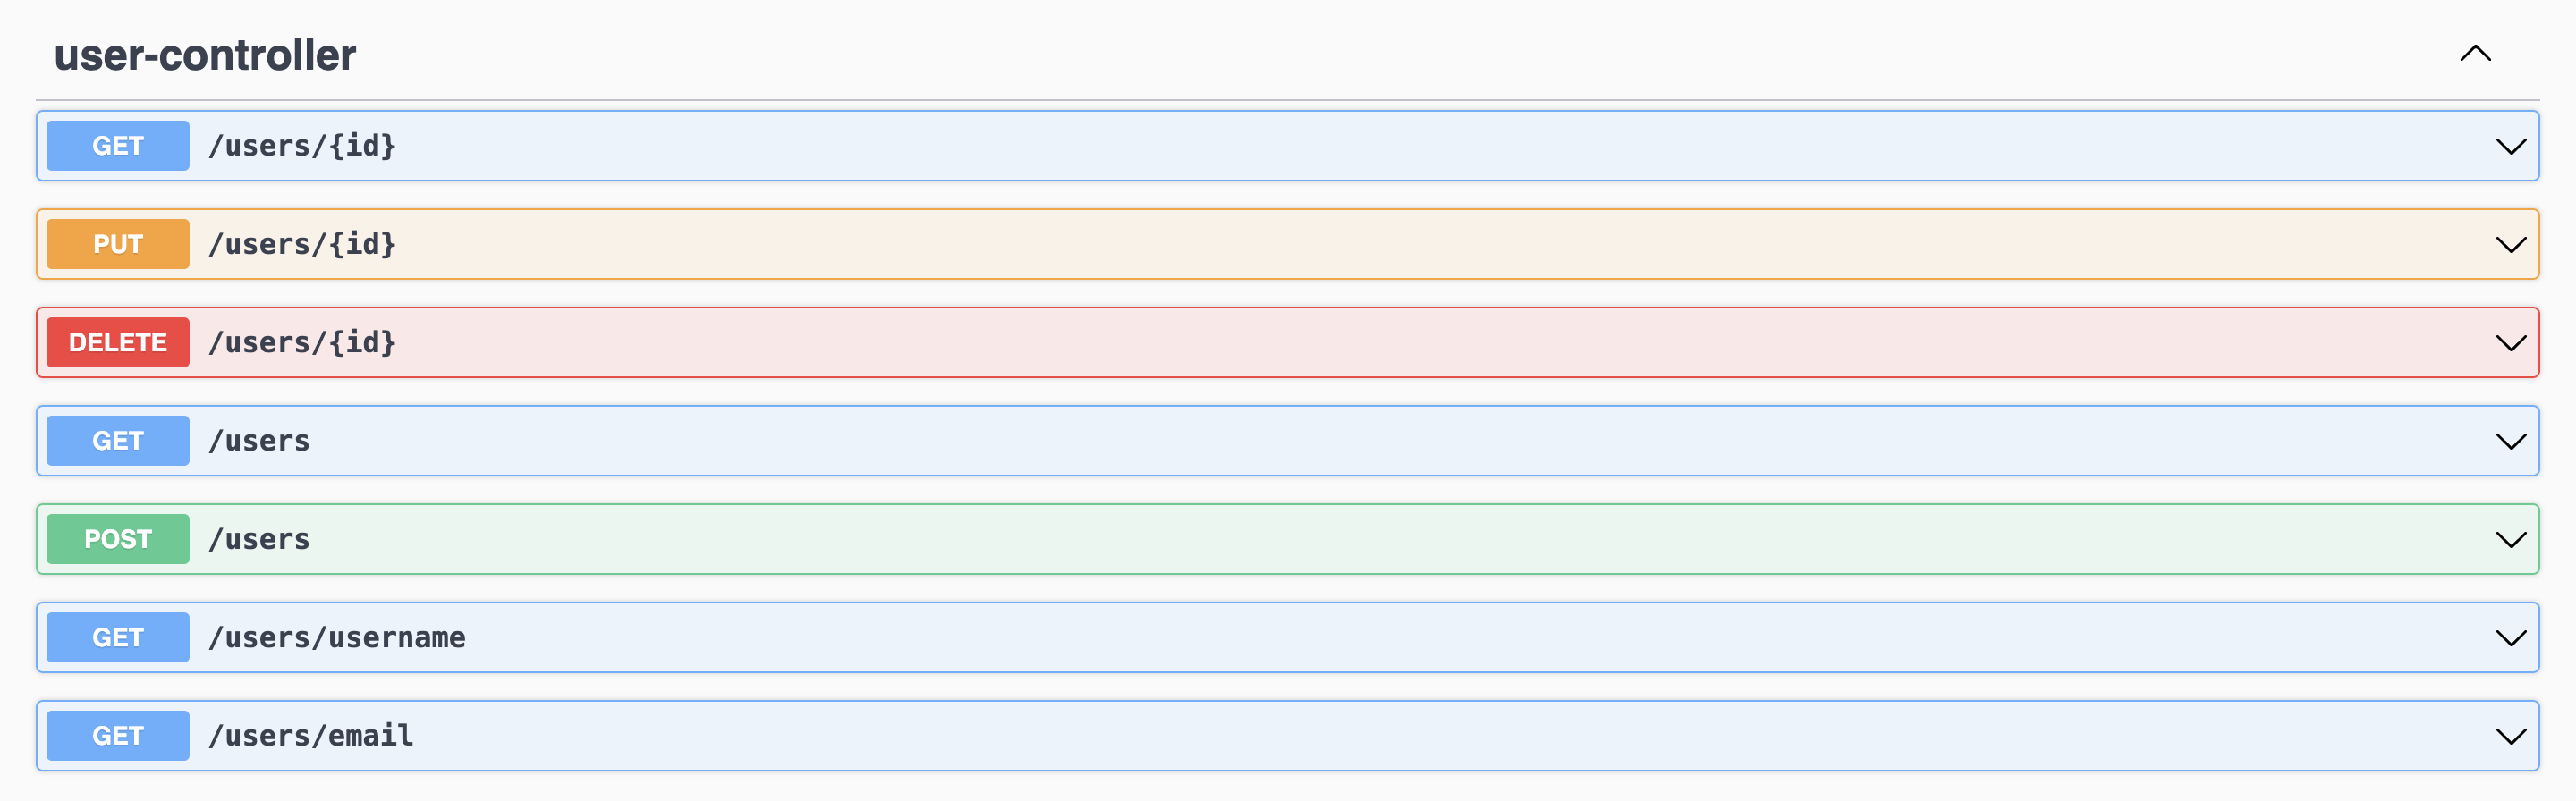 user-controller
GET /users/{id}
PUT /users/{id}
DELETE /users/{id}
GET /users
POST /users
GET /users/username
GET /users/email